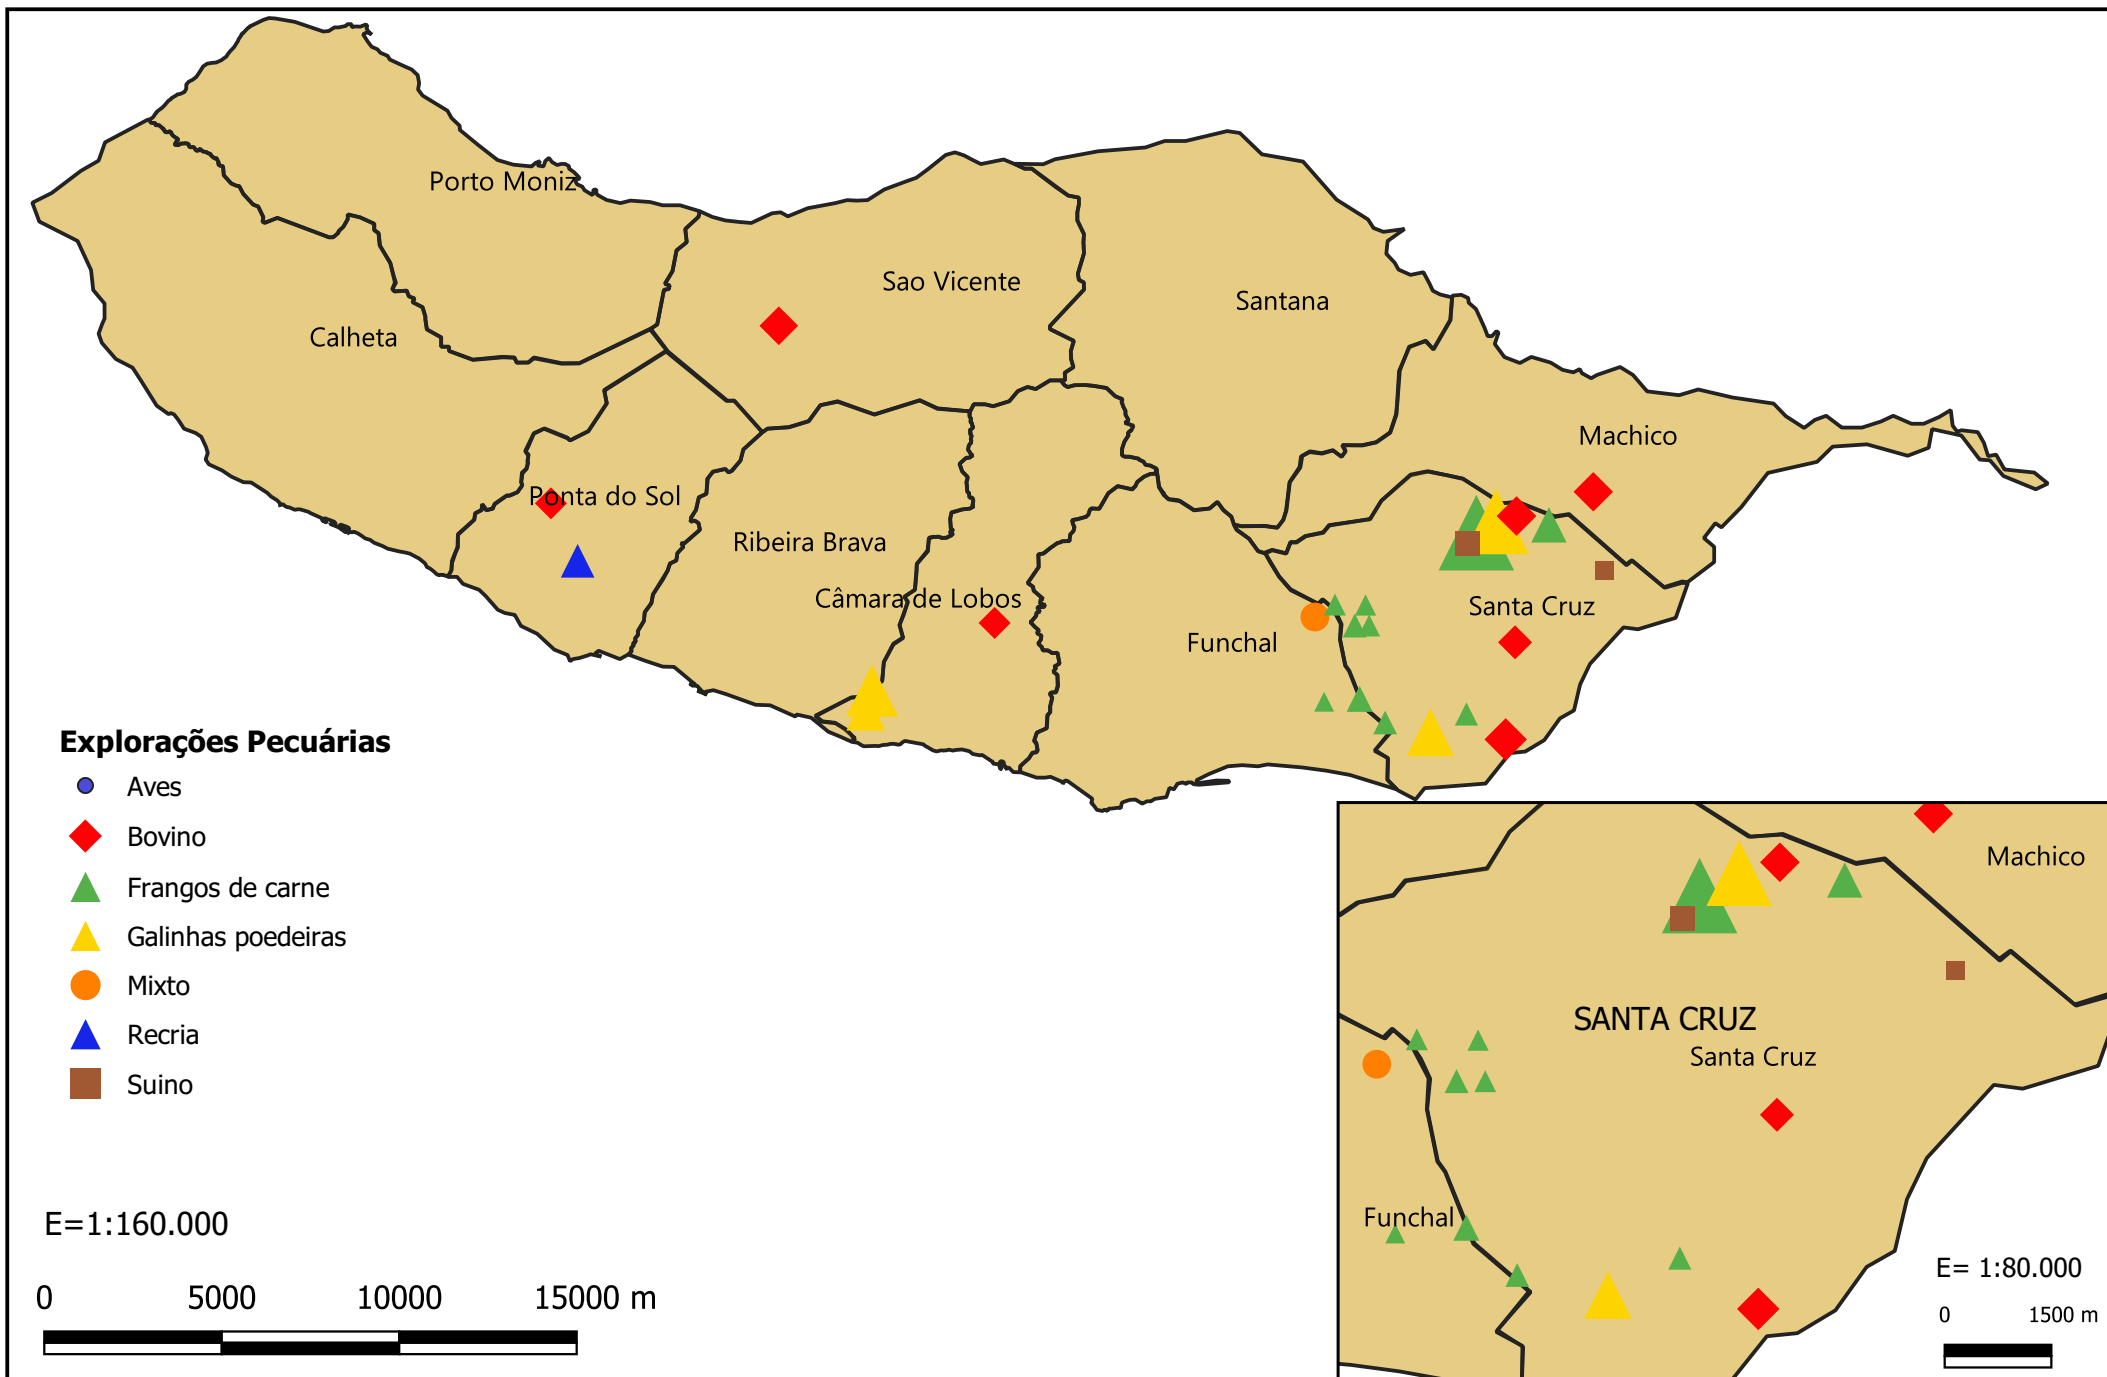 Porto Moniz
Sao Vicente
Santana
Calheta
Machico
Ponta do Sol
Ribeira Brava
Câmara de Lobos
Santa Cruz
Funchal
Explorações Pecuárias
Aves
Bovino
Frangos de carne
Galinhas poedeiras
Mixto
Recria
Suino
E=1:160.000
0 5000 10000 15000 m
Machico
SANTA CRUZ
Santa Cruz
Funchal
E= 1:80.000
0 1500 m